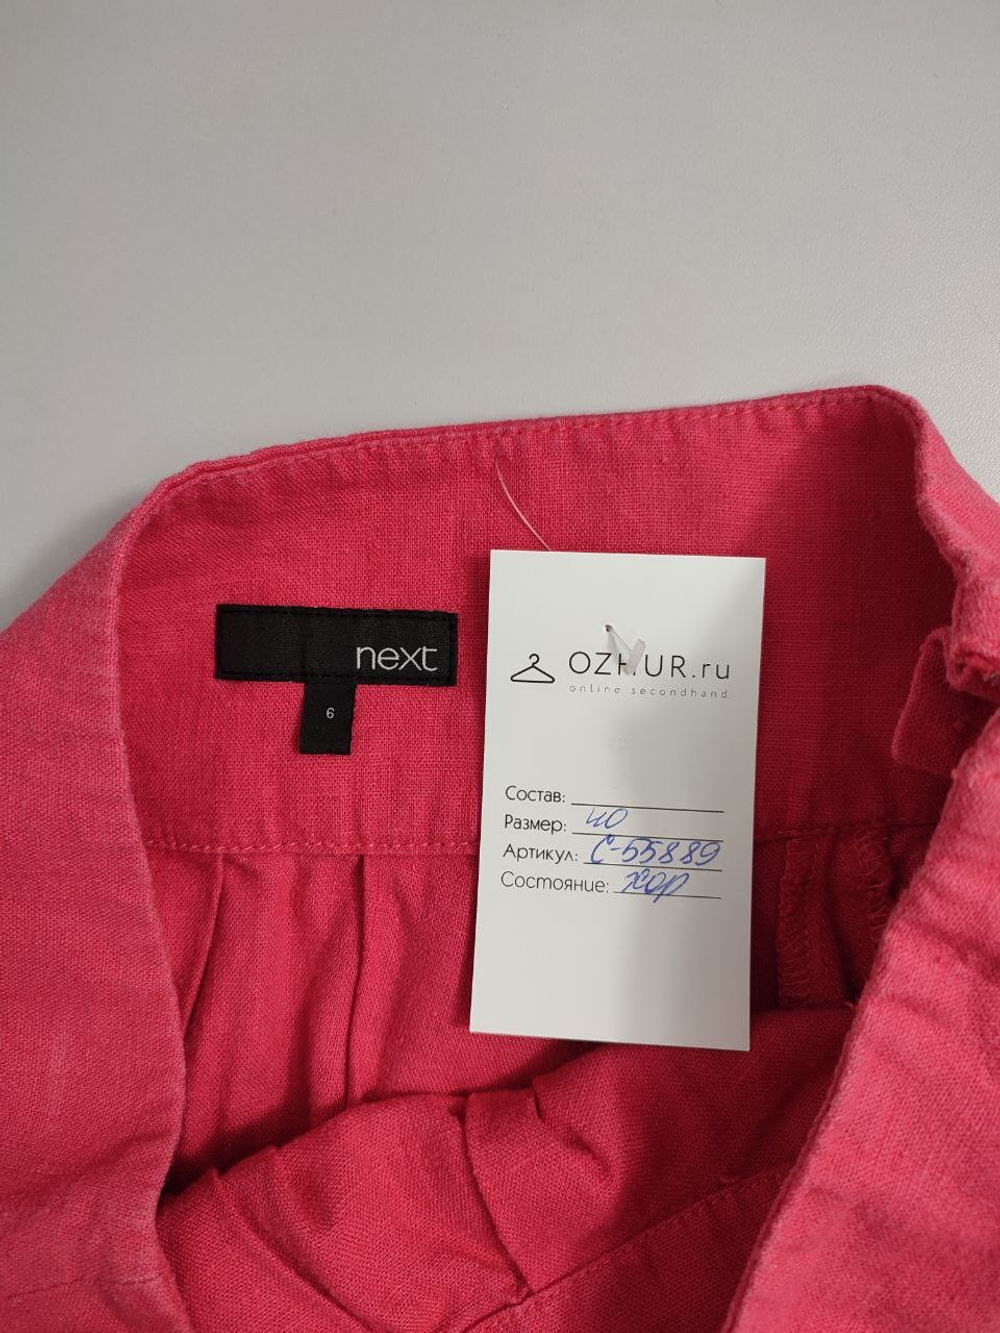 next
6
OZHUR.ru
online secondhand
Состав:
Размер: 40
Артикул: С-55889
Состояние: хор